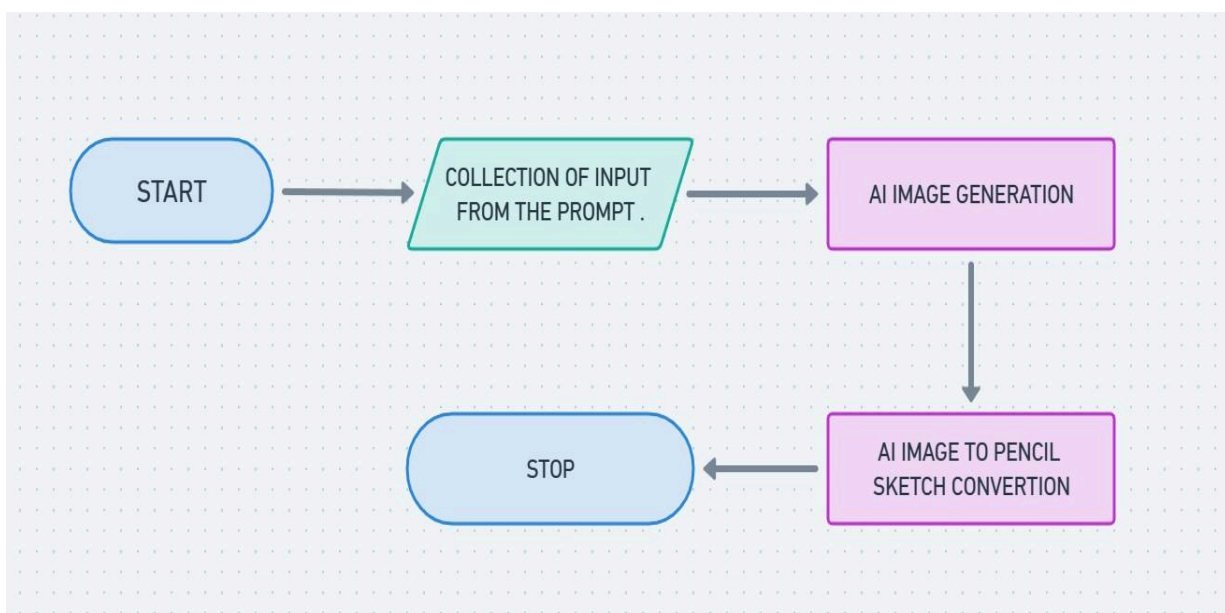 START
COLLECTION OF INPUT
FROM THE PROMPT .
AI IMAGE GENERATION
AI IMAGE TO PENCIL
SKETCH CONVERTION
STOP